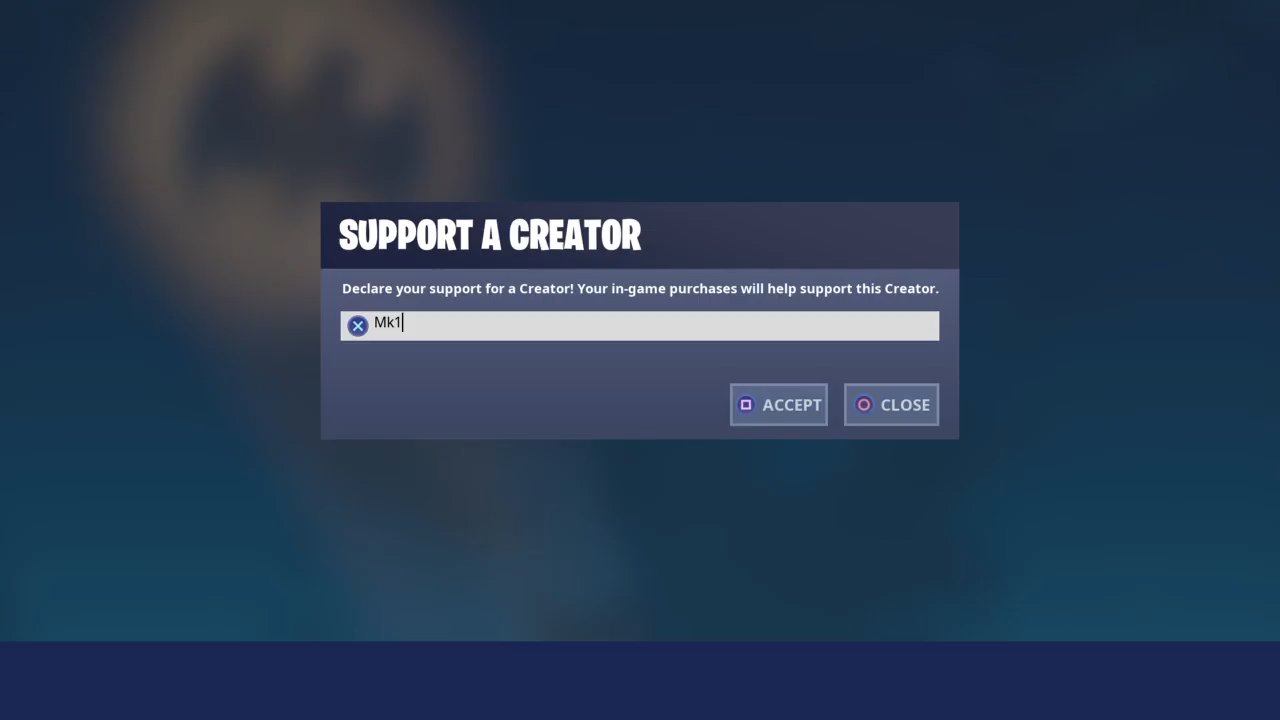 SUPPORT A CREATOR
Declare your support for a Creator! Your in-game purchases will help support this Creator.
Mk1
ACCEPT CLOSE